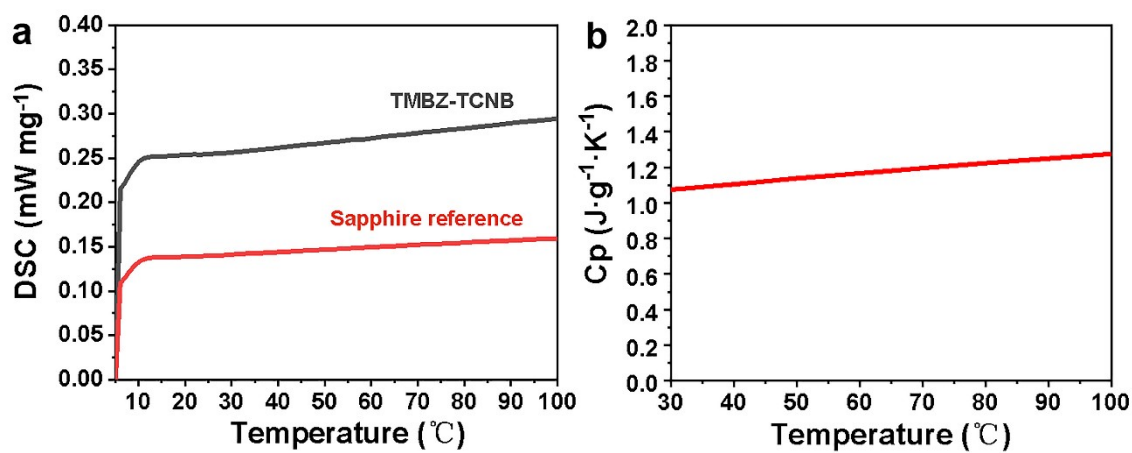 a
DSC (mW mg⁻¹)
0.40
0.35
0.30
0.25
0.20
0.15
0.10
0.05
0.00
TMBZ-TCNB
Sapphire reference
10 20 30 40 50 60 70 80 90 100
Temperature (℃)
b
Cp (J·g⁻¹·K⁻¹)
2.0
1.8
1.6
1.4
1.2
1.0
0.8
0.6
0.4
0.2
0.0
30 40 50 60 70 80 90 100
Temperature (℃)